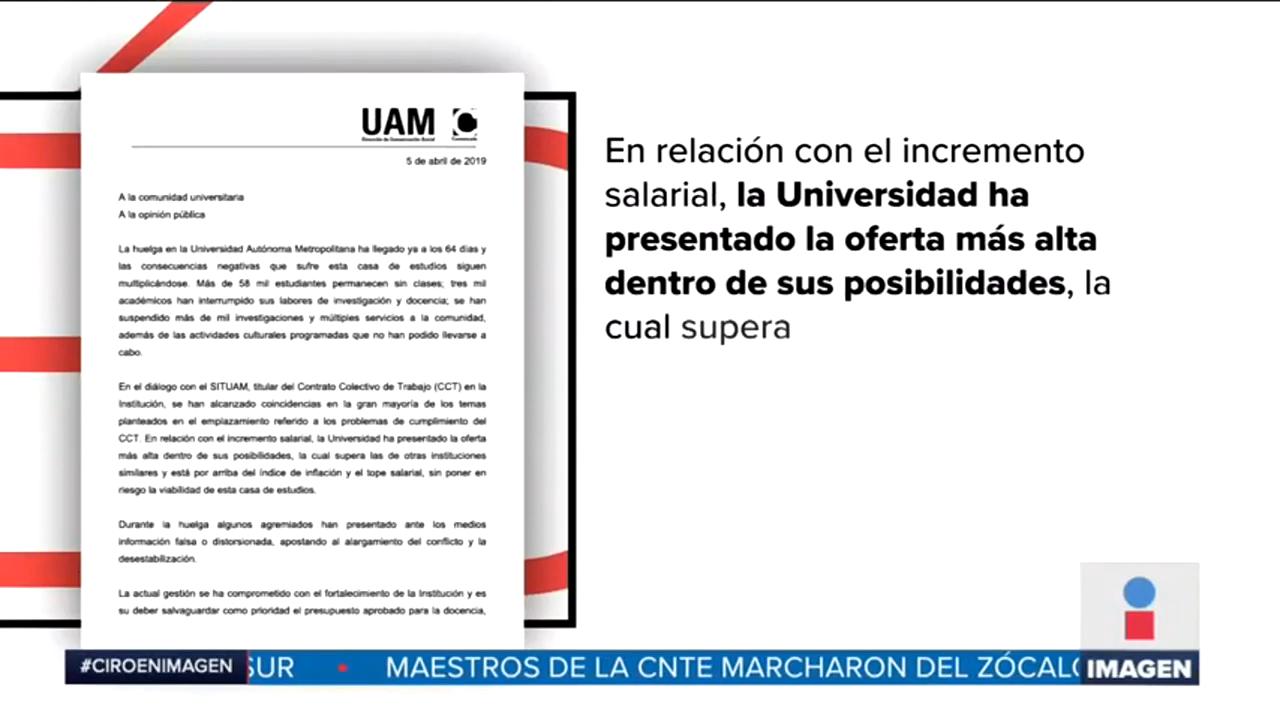 UAM
Dirección de Comunicación Social
Comunicado
5 de abril de 2019
A la comunidad universitaria
A la opinión pública
La huelga en la Universidad Autónoma Metropolitana ha llegado ya a los 64 días y
las consecuencias negativas que sufre esta casa de estudios siguen
multiplicándose. Más de 58 mil estudiantes permanecen sin clases; tres mil
académicos han interrumpido sus labores de investigación y docencia; se han
suspendido más de mil investigaciones y múltiples servicios a la comunidad,
además de las actividades culturales programadas que no han podido llevarse a
cabo.
En el diálogo con el SITUAM, titular del Contrato Colectivo de Trabajo (CCT) en la
Institución, se han alcanzado coincidencias en la gran mayoría de los temas
planteados en el emplazamiento referido a los problemas de cumplimiento del
CCT. En relación con el incremento salarial, la Universidad ha presentado la oferta
más alta dentro de sus posibilidades, la cual supera las de otras instituciones
similares y está por arriba del índice de inflación y el tope salarial, sin poner en
riesgo la viabilidad de esta casa de estudios.
Durante la huelga algunos agremiados han presentado ante los medios
información falsa o distorsionada, apostando al alargamiento del conflicto y la
desestabilización.
La actual gestión se ha comprometido con el fortalecimiento de la Institución y es
su deber salvaguardar como prioridad el presupuesto aprobado para la docencia,
En relación con el incremento
salarial, la Universidad ha
presentado la oferta más alta
dentro de sus posibilidades, la
cual supera
#CIROENIMAGEN
SUR • MAESTROS DE LA CNTE MARCHARON DEL ZÓCALO
IMAGEN